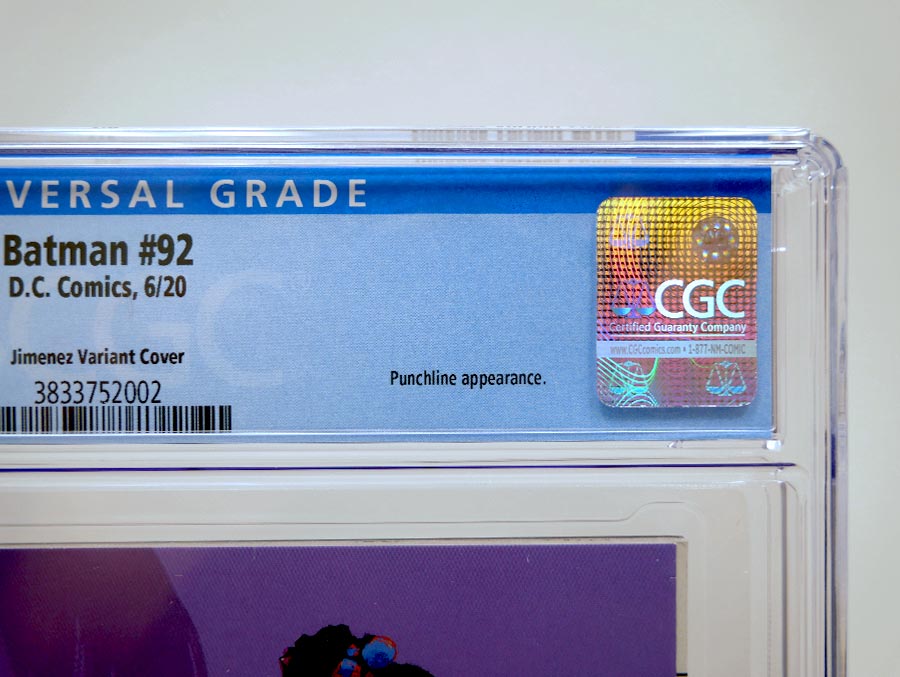 VERSAL GRADE
Batman #92
D.C. Comics, 6/20
Jimenez Variant Cover
3833752002
Punchline appearance.
CGC
Certified Guaranty Company
www.CGCcomics.com • 1-877-NM-COMIC